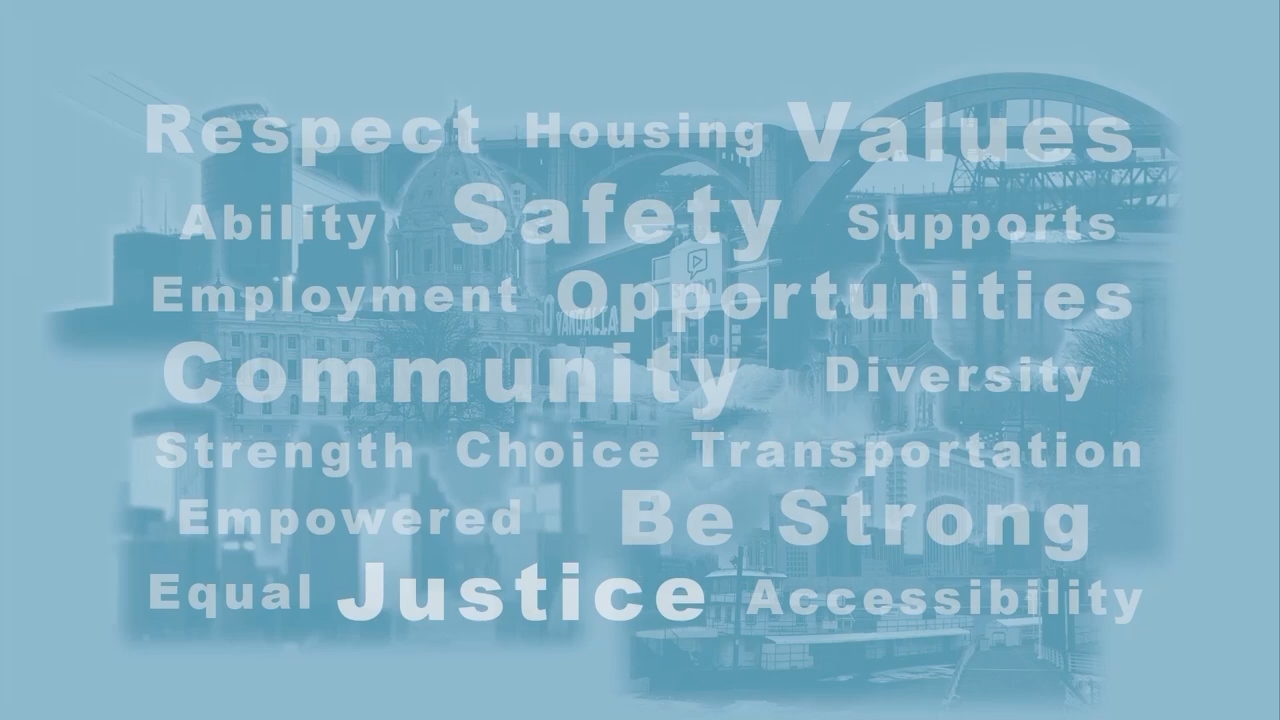 Respect Housing Values
Ability Safety Supports
Employment Opportunities
Community Diversity
Strength Choice Transportation
Empowered Be Strong
Equal Justice Accessibility
VANDALIA